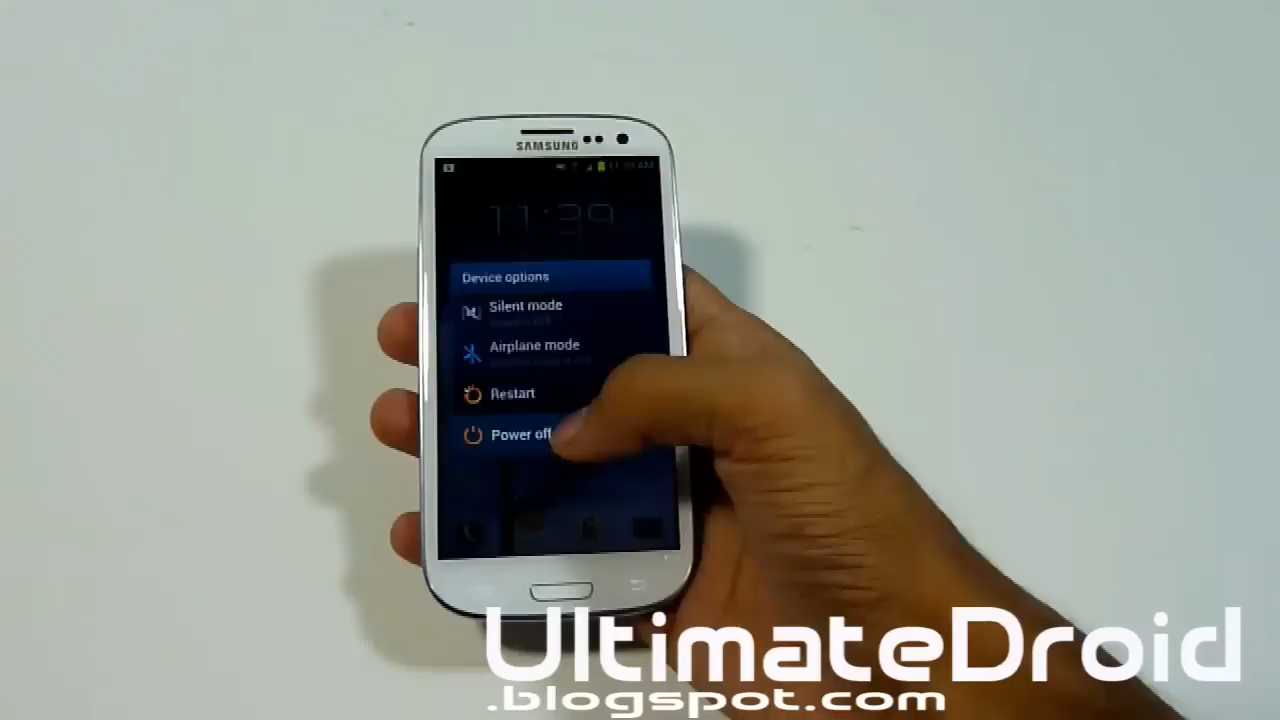 SAMSUNG
11:39
Device options
Silent mode
Airplane mode
Restart
Power off
UltimateDroid
.blogspot.com